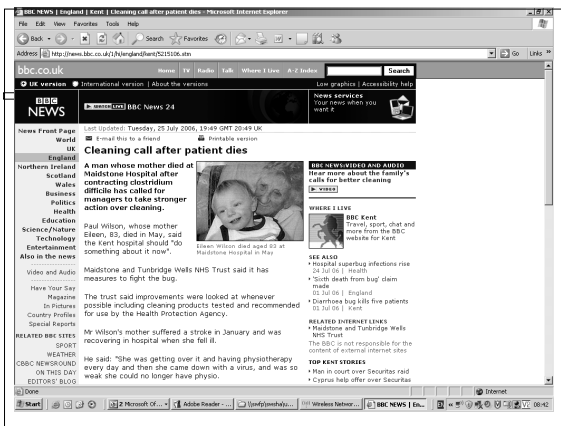 BBC NEWS | England | Kent | Cleaning call after patient dies - Microsoft Internet Explorer
File Edit View Favorites Tools Help
Back Search Favorites
Address http://news.bbc.co.uk/1/hi/england/kent/5215106.stm Go Links »
bbc.co.uk Home TV Radio Talk Where I Live A-Z Index Search
UK version International version | About the versions Low graphics | Accessibility help
BBC NEWS WATCH LIVE BBC News 24
News services
Your news when you
want it
News Front Page
World
UK
England
Northern Ireland
Scotland
Wales
Business
Politics
Health
Education
Science/Nature
Technology
Entertainment
Also in the news
Video and Audio
Have Your Say
Magazine
In Pictures
Country Profiles
Special Reports
RELATED BBC SITES
SPORT
WEATHER
CBBC NEWSROUND
ON THIS DAY
EDITORS' BLOG
Last Updated: Tuesday, 25 July 2006, 19:49 GMT 20:49 UK
E-mail this to a friend Printable version
Cleaning call after patient dies
A man whose mother died at
Maidstone Hospital after
contracting clostridium
difficile has called for
managers to take stronger
action over cleaning.
Paul Wilson, whose mother
Eileen, 83, died in May, said
the Kent hospital should "do
something about it now".
Eileen Wilson died aged 83 at
Maidstone Hospital in May
Maidstone and Tunbridge Wells NHS Trust said it has
measures to fight the bug.
The trust said improvements were looked at whenever
possible including cleaning products tested and recommended
for use by the Health Protection Agency.
Mr Wilson's mother suffered a stroke in January and was
recovering in hospital when she fell ill.
He said: "She was getting over it and having physiotherapy
every day and then she came down with a virus, and was so
weak she could no longer have physio.
BBC NEWS: VIDEO AND AUDIO
Hear more about the family's
calls for better cleaning
VIDEO
WHERE I LIVE
BBC Kent
Travel, sport, chat and
more from the BBC
website for Kent
SEE ALSO
Hospital superbug infections rise
24 Jul 06 | Health
'Sixth death from bug' claim
made
01 Jul 06 | England
Diarrhoea bug kills five patients
01 Jul 06 | Kent
RELATED INTERNET LINKS
Maidstone and Tunbridge Wells
NHS Trust
The BBC is not responsible for the
content of external internet sites
TOP KENT STORIES
Man in court over Securitas raid
Cyprus help offer over Securitas
Done Internet
Start 2 Microsoft Of... Adobe Reader - ... Wireless Networ... BBC NEWS | En... 08:42